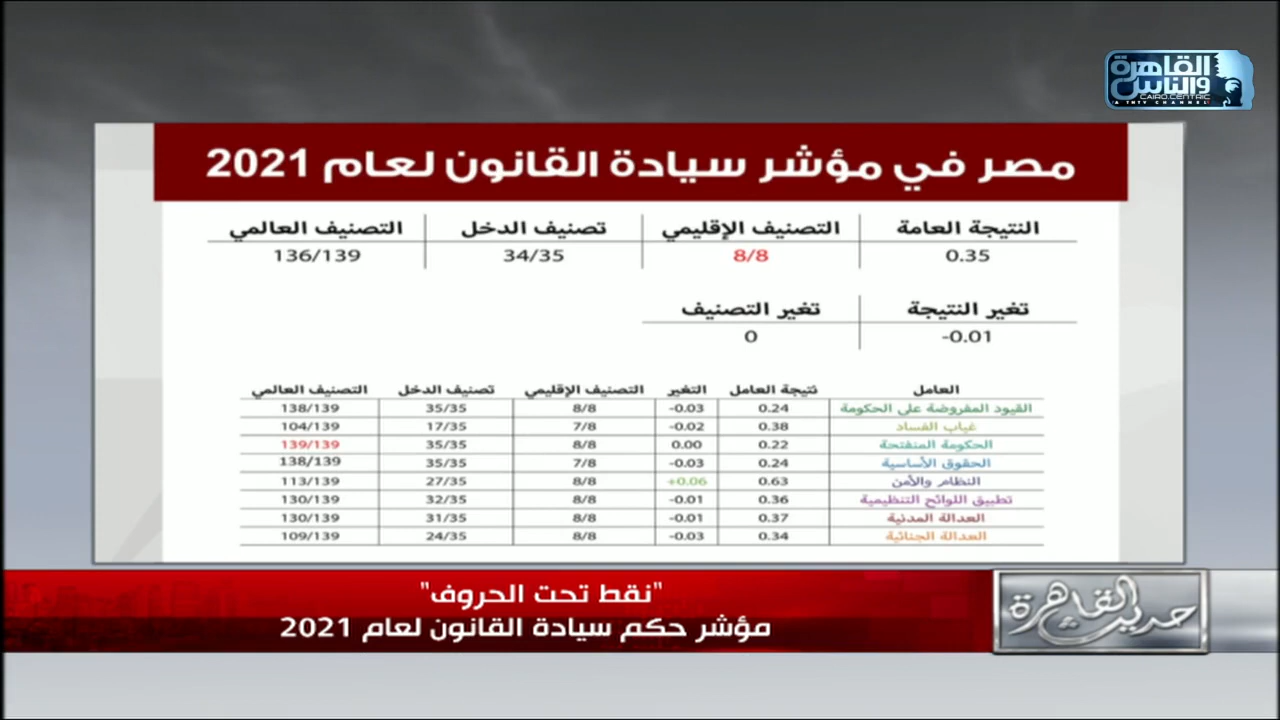 القاهرة
والناس
CAIRO.CENTRIC
A TNTV CHANNEL
مصر في مؤشر سيادة القانون لعام 2021
النتيجة العامة التصنيف الإقليمي تصنيف الدخل التصنيف العالمي
0.35 8/8 34/35 136/139
تغير النتيجة تغير التصنيف
-0.01 0
العامل نتيجة العامل التغير التصنيف الإقليمي تصنيف الدخل التصنيف العالمي
القيود المفروضة على الحكومة 0.24 -0.03 8/8 35/35 138/139
غياب الفساد 0.38 -0.02 7/8 17/35 104/139
الحكومة المنفتحة 0.22 0.00 8/8 35/35 139/139
الحقوق الأساسية 0.24 -0.03 7/8 35/35 138/139
النظام والأمن 0.63 +0.06 8/8 27/35 113/139
تطبيق اللوائح التنظيمية 0.36 -0.01 8/8 32/35 130/139
العدالة المدنية 0.37 -0.01 8/8 31/35 130/139
العدالة الجنائية 0.34 -0.03 8/8 24/35 109/139
"نقط تحت الحروف"
مؤشر حكم سيادة القانون لعام 2021
حديث القاهرة